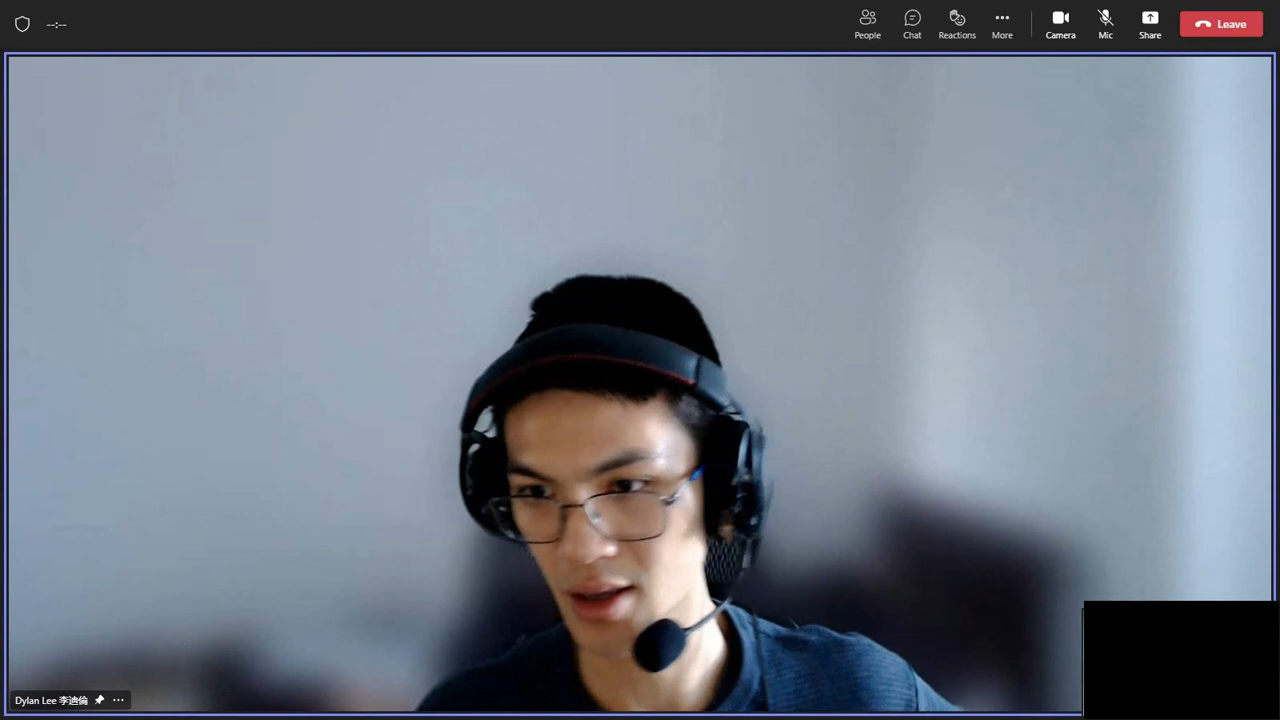 --:--
People
Chat
Reactions
More
Camera
Mic
Share
Leave
Dylan Lee 李迪倫